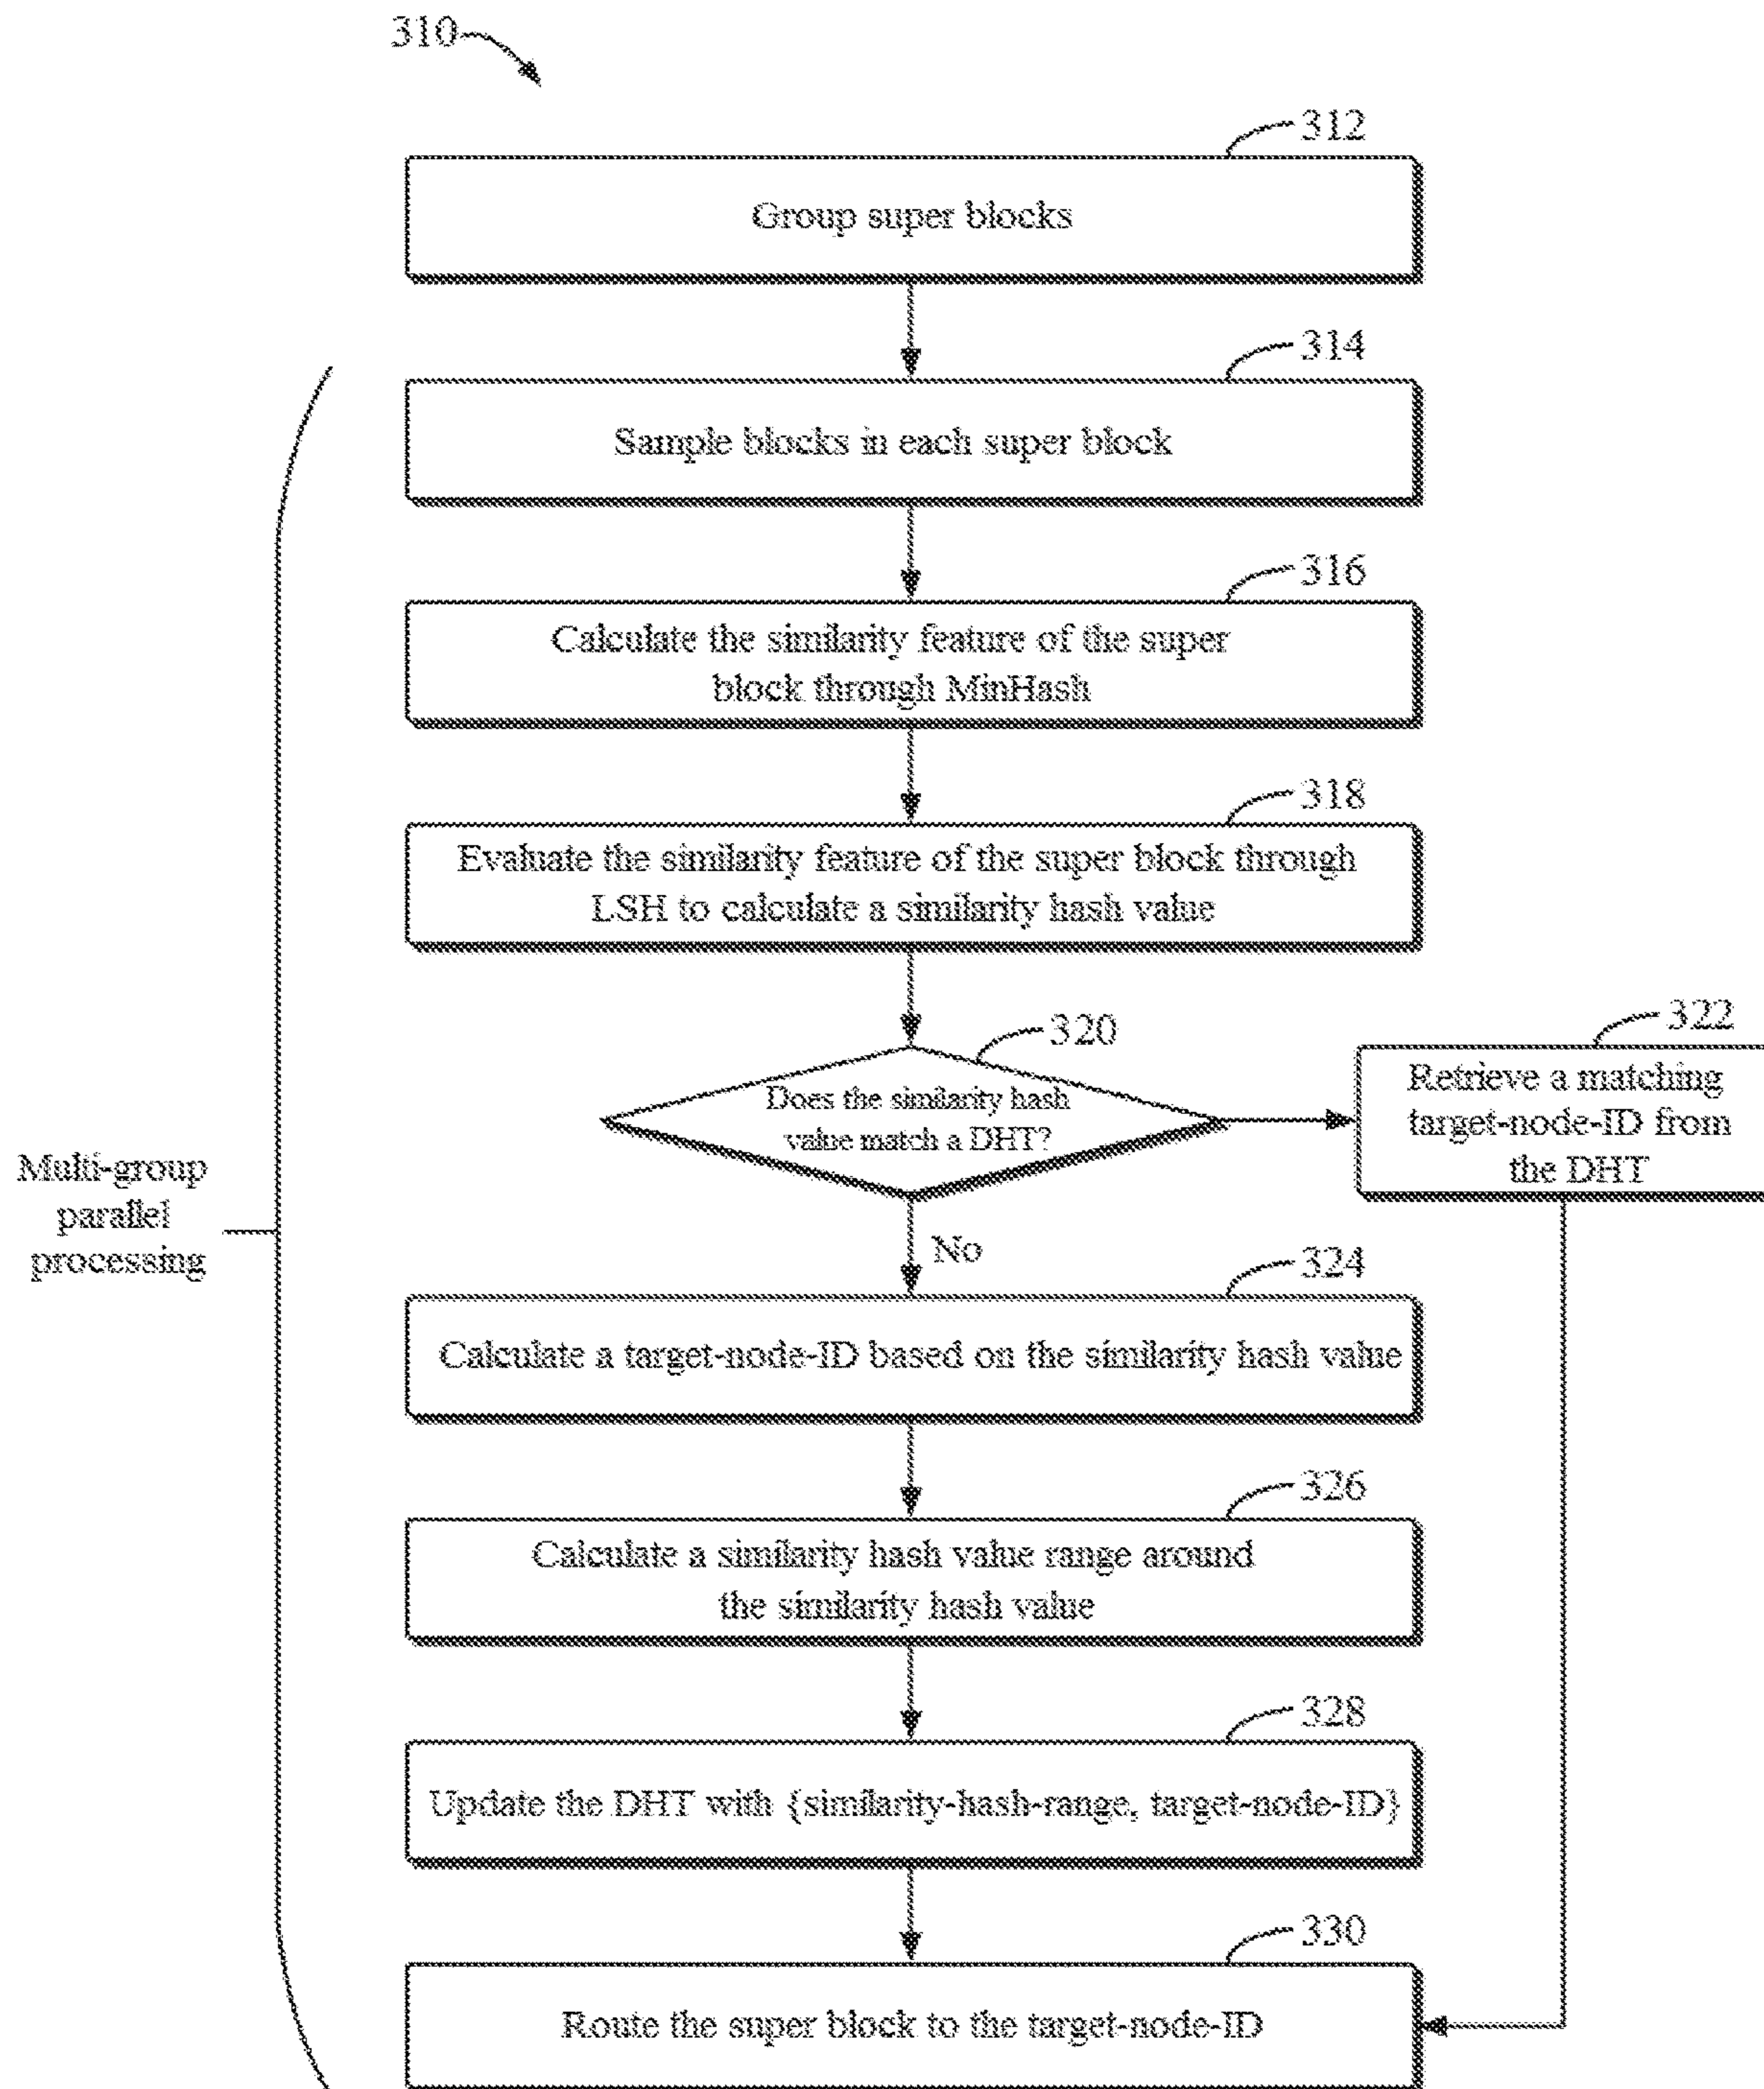 310
312
Group super blocks
314
Sample blocks in each super block
316
Calculate the similarity feature of the super
block through MinHash
318
Evaluate the similarity feature of the super block through
LSH to calculate a similarity hash value
320
Does the similarity hash
value match a DHT?
322
Retrieve a matching
target-node-ID from
the DHT
Multi-group
parallel
processing
No
324
Calculate a target-node-ID based on the similarity hash value
326
Calculate a similarity hash value range around
the similarity hash value
328
Update the DHT with {similarity-hash-range, target-node-ID}
330
Route the super block to the target-node-ID